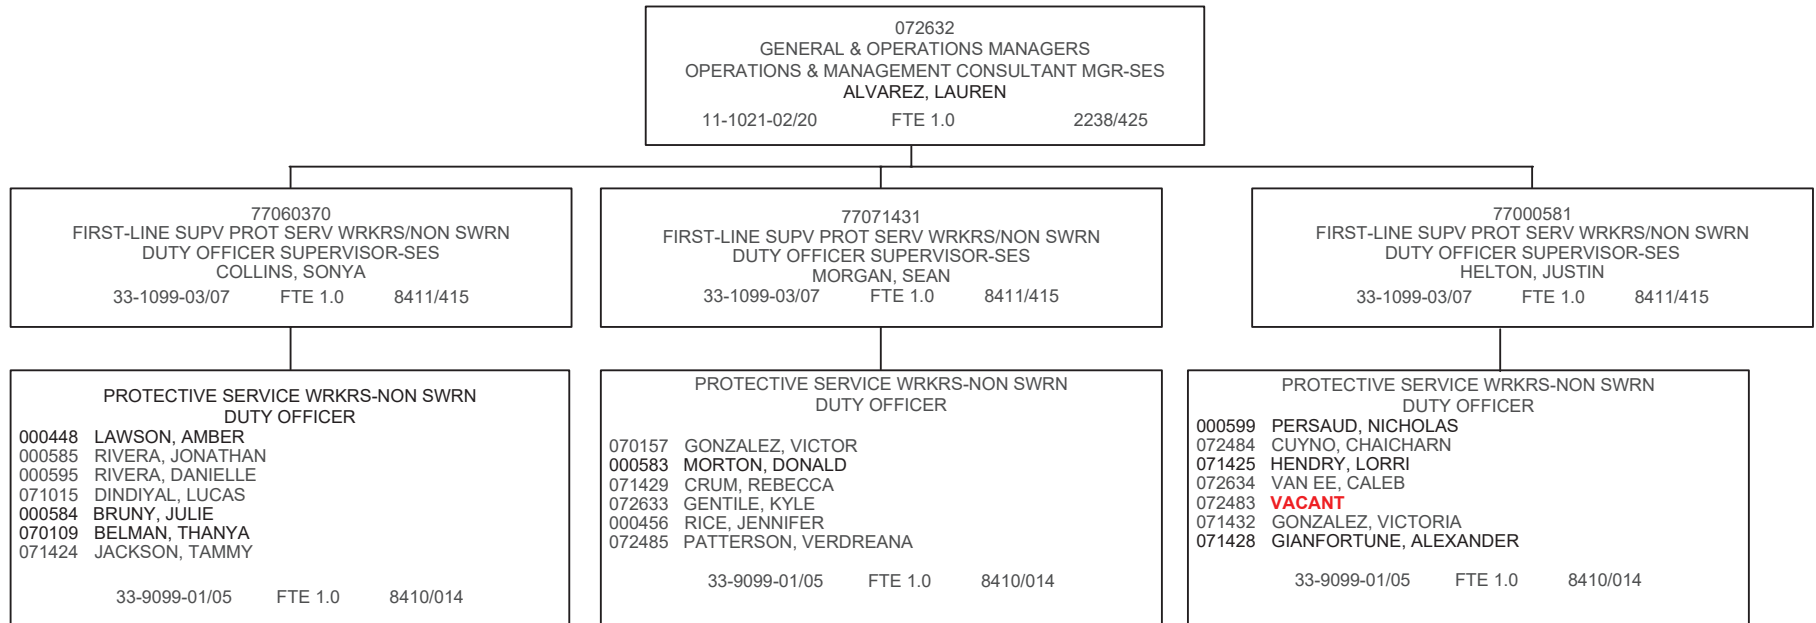 072632
GENERAL & OPERATIONS MANAGERS
OPERATIONS & MANAGEMENT CONSULTANT MGR-SES
ALVAREZ, LAUREN
11-1021-02/20 FTE 1.0 2238/425
77060370
FIRST-LINE SUPV PROT SERV WRKRS/NON SWRN
DUTY OFFICER SUPERVISOR-SES
COLLINS, SONYA
33-1099-03/07 FTE 1.0 8411/415
77071431
FIRST-LINE SUPV PROT SERV WRKRS/NON SWRN
DUTY OFFICER SUPERVISOR-SES
MORGAN, SEAN
33-1099-03/07 FTE 1.0 8411/415
77000581
FIRST-LINE SUPV PROT SERV WRKRS/NON SWRN
DUTY OFFICER SUPERVISOR-SES
HELTON, JUSTIN
33-1099-03/07 FTE 1.0 8411/415
PROTECTIVE SERVICE WRKRS-NON SWRN
DUTY OFFICER
000448 LAWSON, AMBER
000585 RIVERA, JONATHAN
000595 RIVERA, DANIELLE
071015 DINDIYAL, LUCAS
000584 BRUNY, JULIE
070109 BELMAN, THANYA
071424 JACKSON, TAMMY
33-9099-01/05 FTE 1.0 8410/014
PROTECTIVE SERVICE WRKRS-NON SWRN
DUTY OFFICER
070157 GONZALEZ, VICTOR
000583 MORTON, DONALD
071429 CRUM, REBECCA
072633 GENTILE, KYLE
000456 RICE, JENNIFER
072485 PATTERSON, VERDREANA
33-9099-01/05 FTE 1.0 8410/014
PROTECTIVE SERVICE WRKRS-NON SWRN
DUTY OFFICER
000599 PERSAUD, NICHOLAS
072484 CUYNO, CHAICHARN
071425 HENDRY, LORRI
072634 VAN EE, CALEB
072483 VACANT
071432 GONZALEZ, VICTORIA
071428 GIANFORTUNE, ALEXANDER
33-9099-01/05 FTE 1.0 8410/014